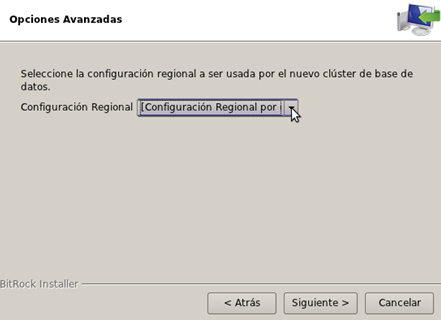 Opciones Avanzadas
Seleccione la configuración regional a ser usada por el nuevo clúster de base de
datos.
Configuración Regional [Configuración Regional por
BitRock Installer
< Atrás Siguiente > Cancelar